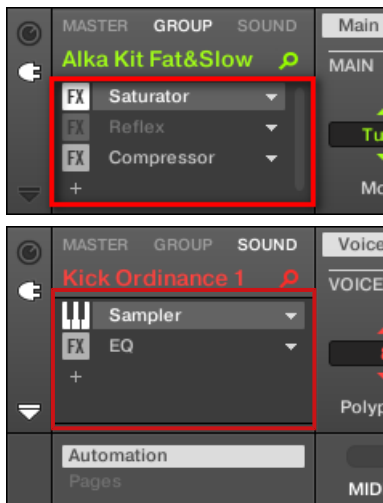 MASTER GROUP SOUND Main
Alka Kit Fat&Slow
MAIN
FX Saturator
FX Reflex
Tu
FX Compressor
+
Mo
MASTER GROUP SOUND Voice
Kick Ordinance 1
VOICE
Sampler
FX EQ
+
Polyp
Automation
Pages
MIDI